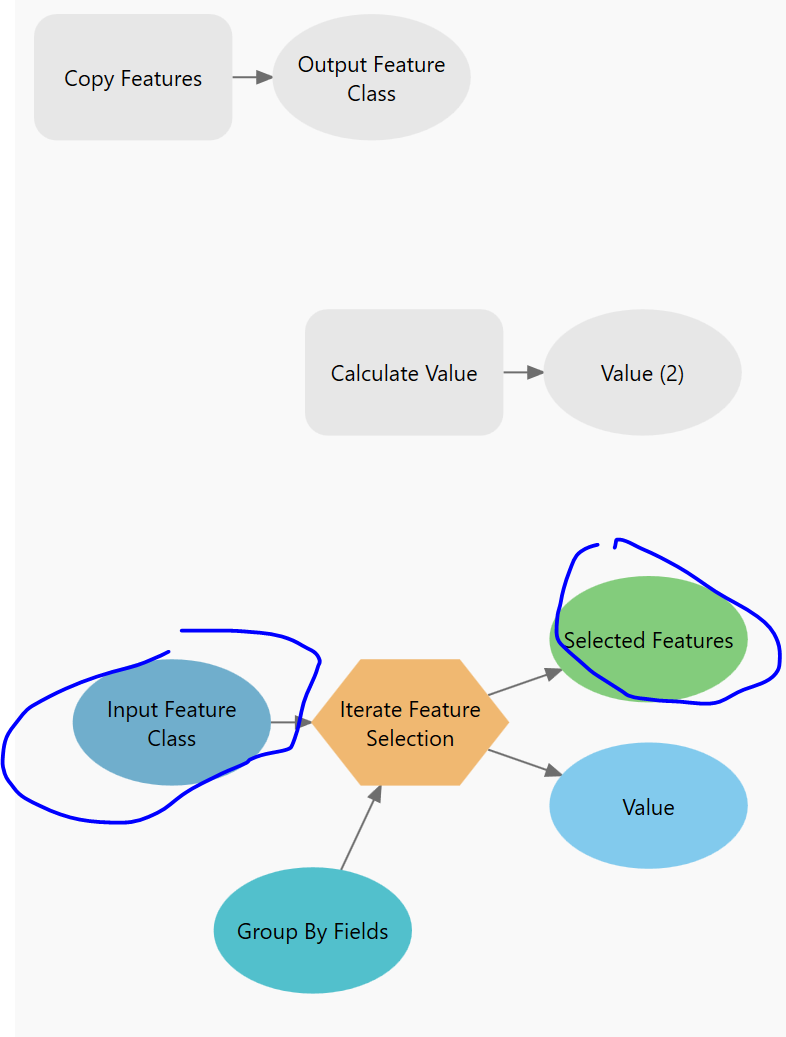 Copy Features
Output Feature
Class
Calculate Value
Value (2)
Selected Features
Input Feature
Class
Iterate Feature
Selection
Value
Group By Fields